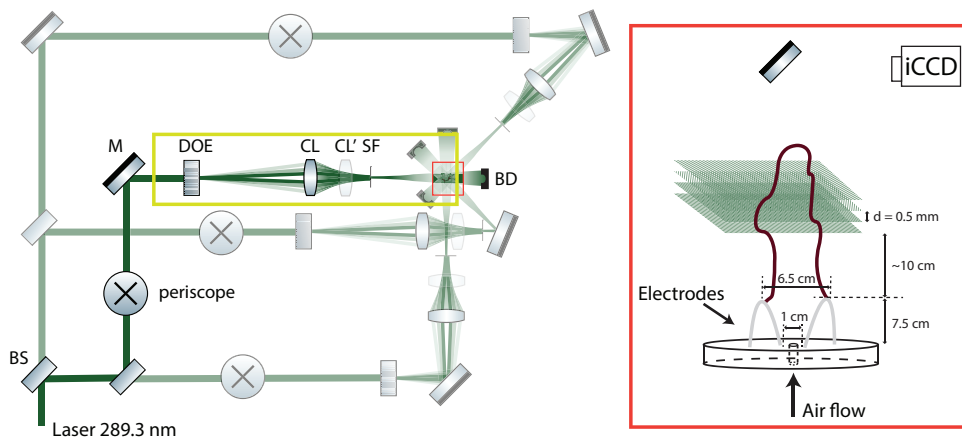 M
DOE
CL
CL’
SF
BD
periscope
BS
Laser 289.3 nm
iCCD
d = 0.5 mm
~10 cm
6.5 cm
Electrodes
1 cm
7.5 cm
Air flow